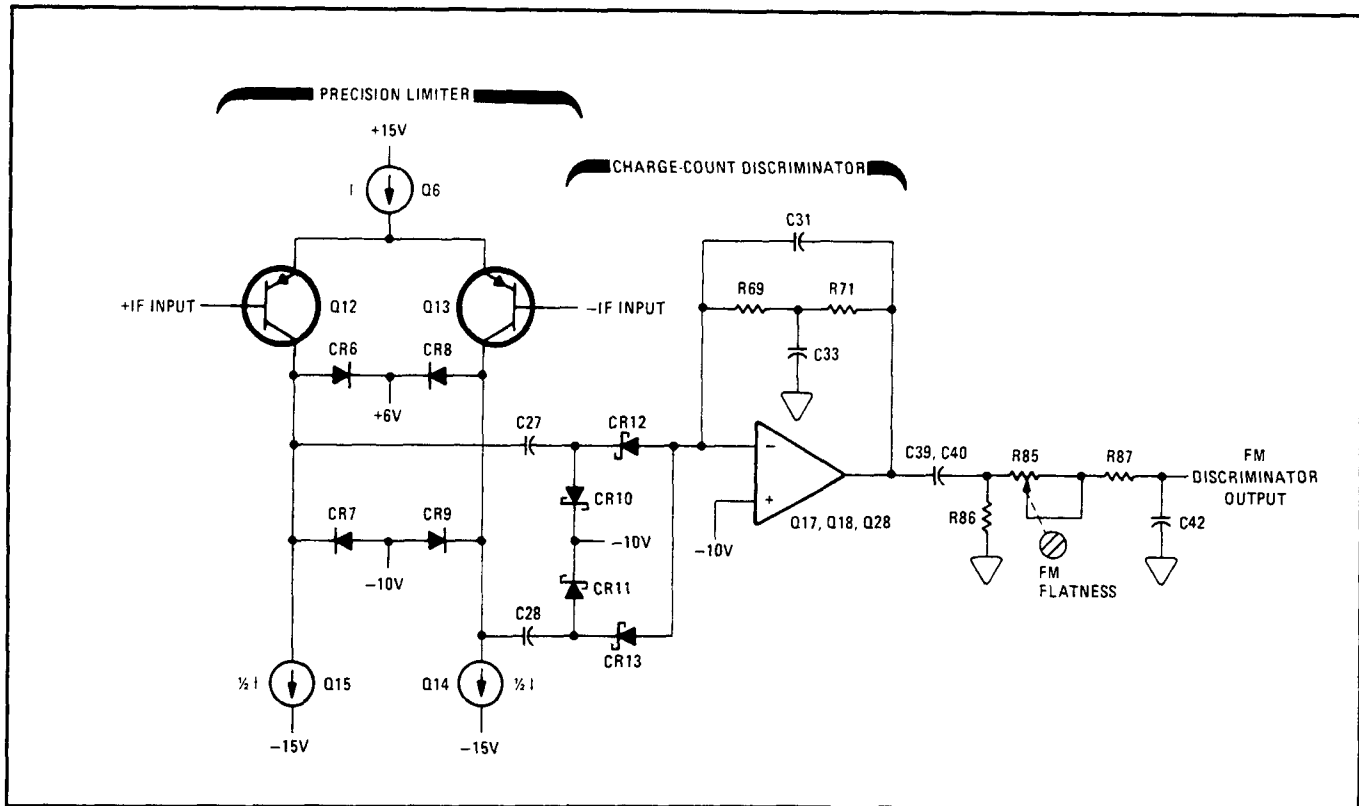 PRECISION LIMITER
+15V
I
Q6
CHARGE-COUNT DISCRIMINATOR
C31
R69
R71
+IF INPUT
Q12
Q13
-IF INPUT
C33
CR6
CR8
+6V
C27
CR12
CR10
-10V
CR7
CR9
-10V
CR11
C28
CR13
−
+
-10V
Q17, Q18, Q28
C39, C40
R85
R87
FM
DISCRIMINATOR
OUTPUT
R86
C42
FM
FLATNESS
½ I
Q15
Q14
½ I
-15V
-15V